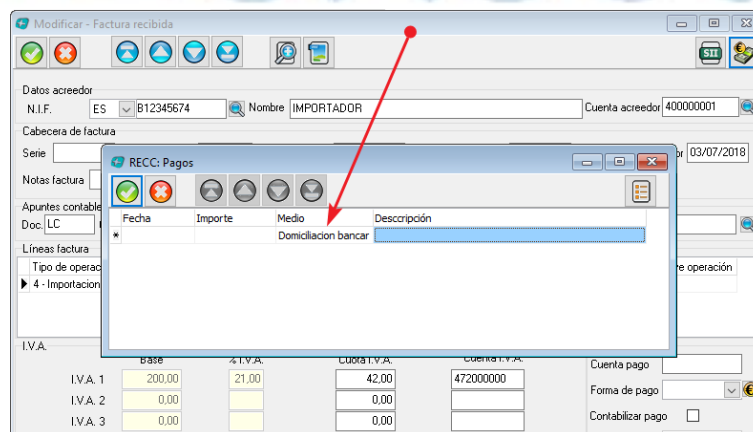 Modificar - Factura recibida
SII
Datos acreedor
N.I.F. ES B12345674 Nombre IMPORTADOR Cuenta acreedor 400000001
Cabecera de factura
Serie 03/07/2018
Notas factura
RECC: Pagos
Apuntes contable
Doc. LC
Fecha Importe Medio Desccripción
* Domiciliacion bancar
Líneas factura
Tipo de operac e operación
4 - Importacion
I.V.A.
Base % I.V.A. Cuota I.V.A. Cuenta I.V.A.
Cuenta pago
I.V.A. 1 200,00 21,00 42,00 472000000
Forma de pago
I.V.A. 2 0,00 0,00
Contabilizar pago
I.V.A. 3 0,00 0,00